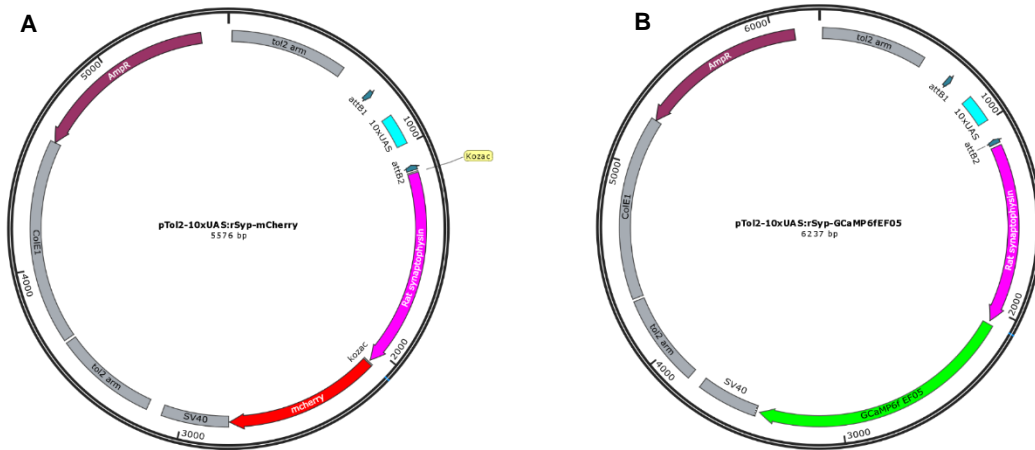 A
tol2 arm
attB1
10xUAS
1000
attB2
Kozac
Rat synaptophysin
2000
kozac
mcherry
3000
SV40
tol2 arm
4000
ColE1
5000
AmpR
pTol2-10xUAS:rSyp-mCherry
5576 bp
B
tol2 arm
attB1
10xUAS
1000
attB2
Rat synaptophysin
2000
GCaMP6f EF05
3000
SV40
4000
tol2 arm
ColE1
5000
AmpR
6000
pTol2-10xUAS:rSyp-GCaMP6fEF05
6237 bp